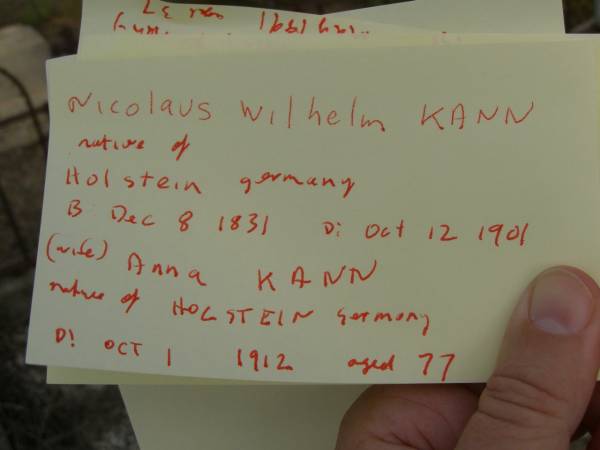 Nicolaus Wilhelm KANN
native of
Holstein germany
B Dec 8 1831 D: Oct 12 1901
(wife) Anna KANN
native of HOLSTEIN Germany
D: OCT 1 1912 aged 77